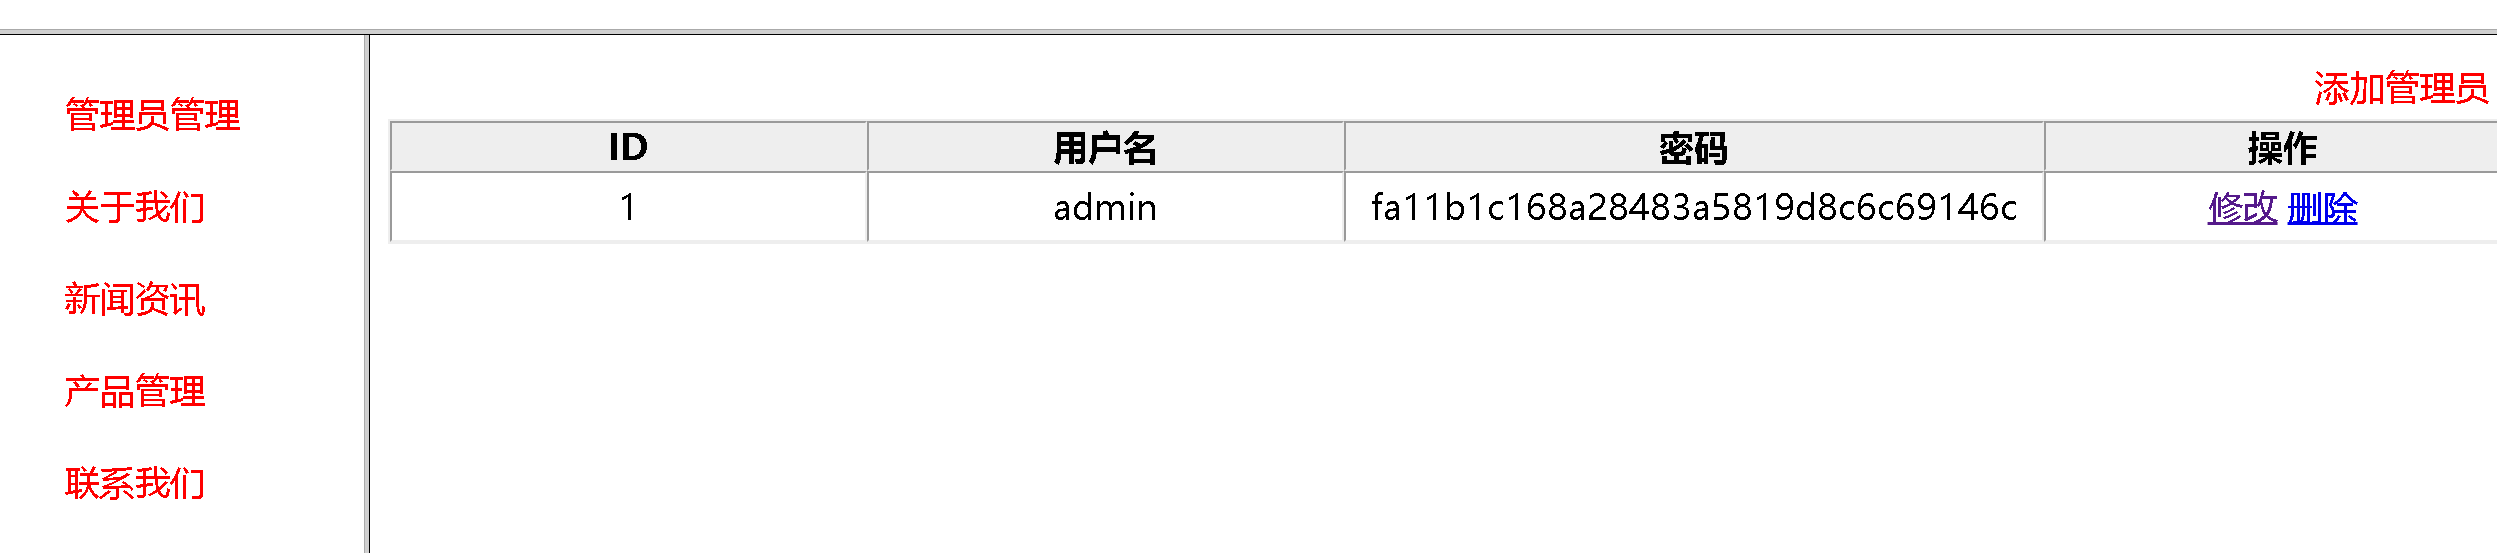 管理员管理
关于我们
新闻资讯
产品管理
联系我们
添加管理员
ID 用户名 密码 操作
1 admin fa11b1c168a28483a5819d8c6c69146c 修改 删除